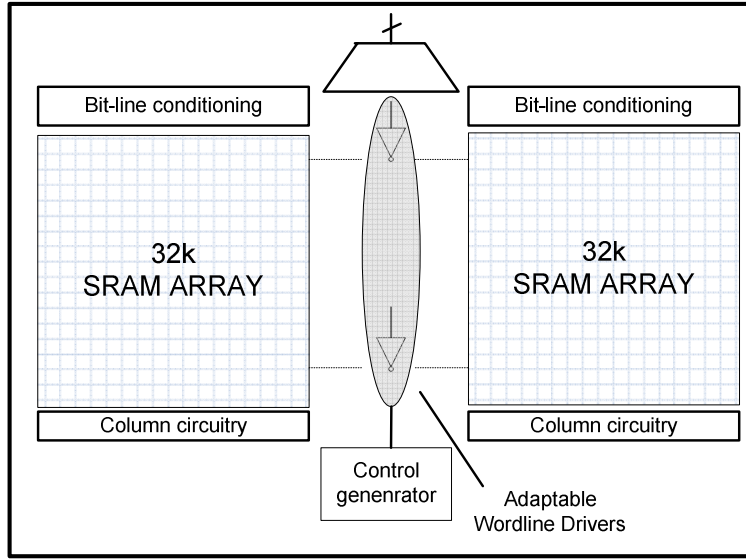 Bit-line conditioning
Bit-line conditioning
32k
SRAM ARRAY
32k
SRAM ARRAY
Column circuitry
Column circuitry
Control
genenrator
Adaptable
Wordline Drivers